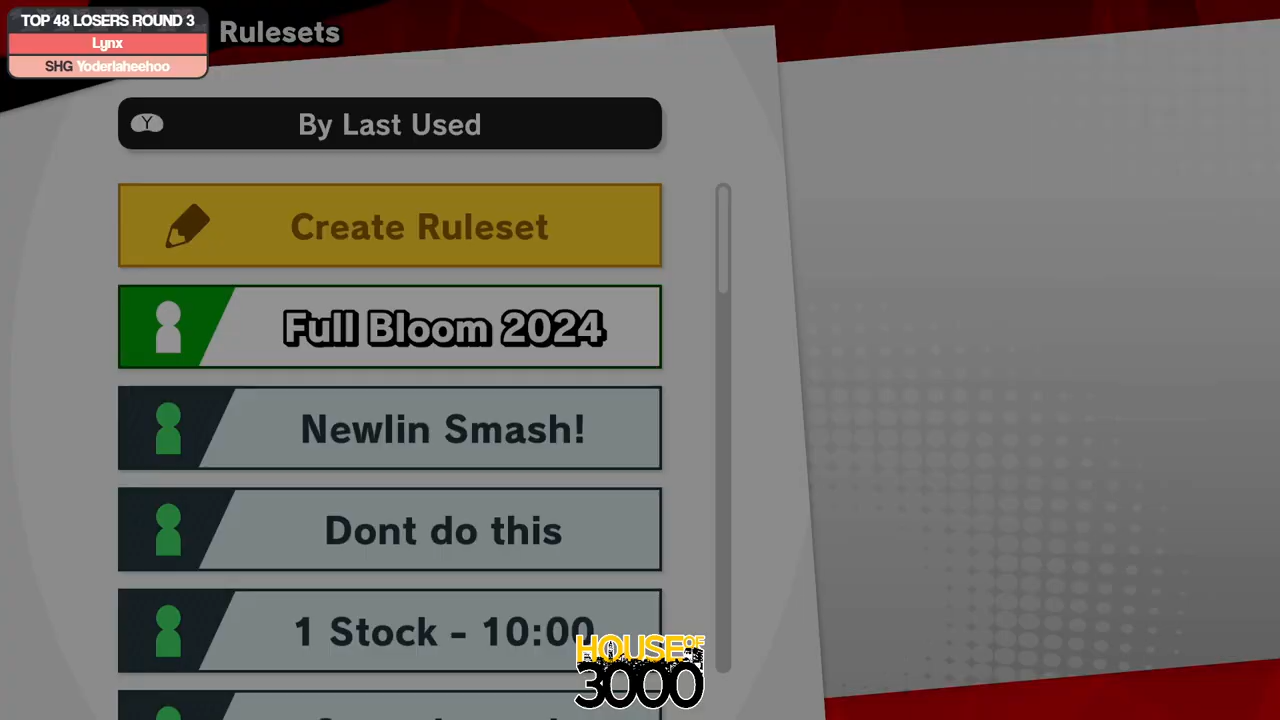 TOP 48 LOSERS ROUND 3
Lynx
SHG Yoderlaheehoo
Rulesets
Y
By Last Used
Create Ruleset
Full Bloom 2024
Newlin Smash!
Dont do this
1 Stock - 10:00
HOUSE OF
3000